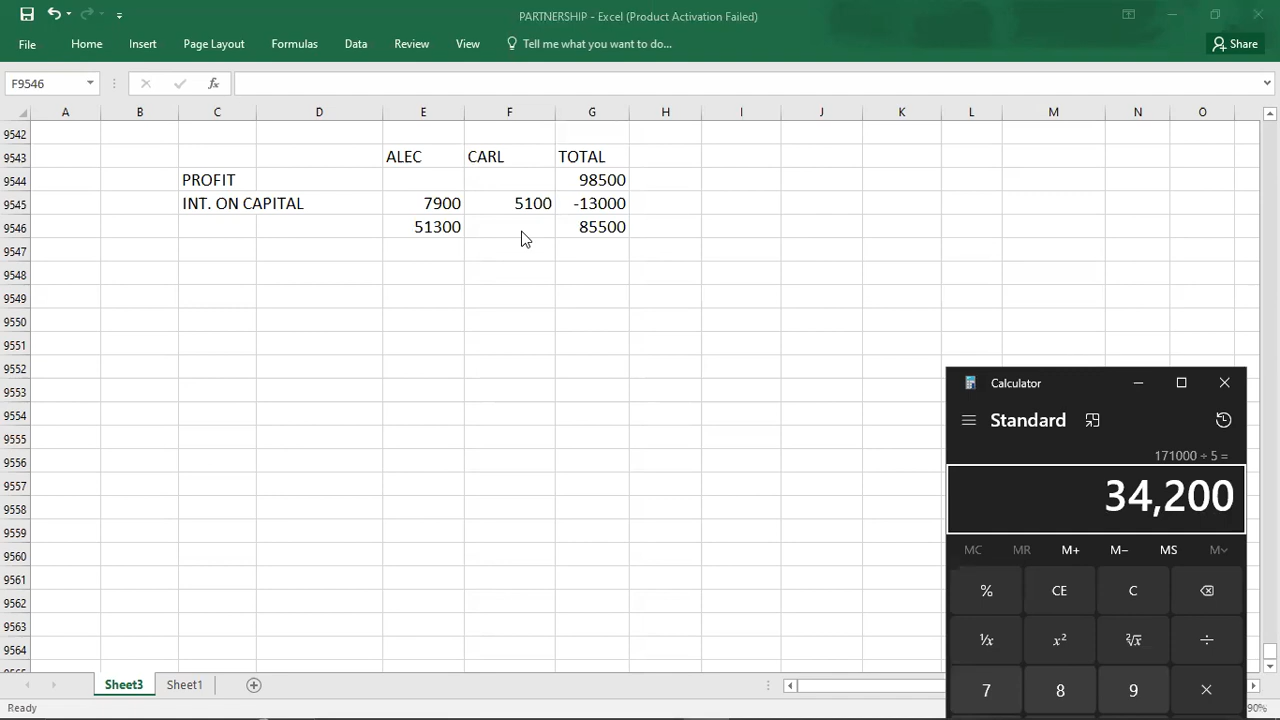 PARTNERSHIP - Excel (Product Activation Failed)
File Home Insert Page Layout Formulas Data Review View Tell me what you want to do... Share
F9546 fx
A B C D E F G H I J K L M N O
9542
9543 ALEC CARL TOTAL
9544 PROFIT 98500
9545 INT. ON CAPITAL 7900 5100 -13000
9546 51300 85500
9547
9548
9549
9550
9551
9552
9553
9554
9555
9556
9557
9558
9559
9560
9561
9562
9563
9564
Calculator
Standard
171000 ÷ 5 =
34,200
MC MR M+ M− MS M
% CE C
¹/x x² ²√x ÷
7 8 9 ×
Sheet3 Sheet1
Ready 90%